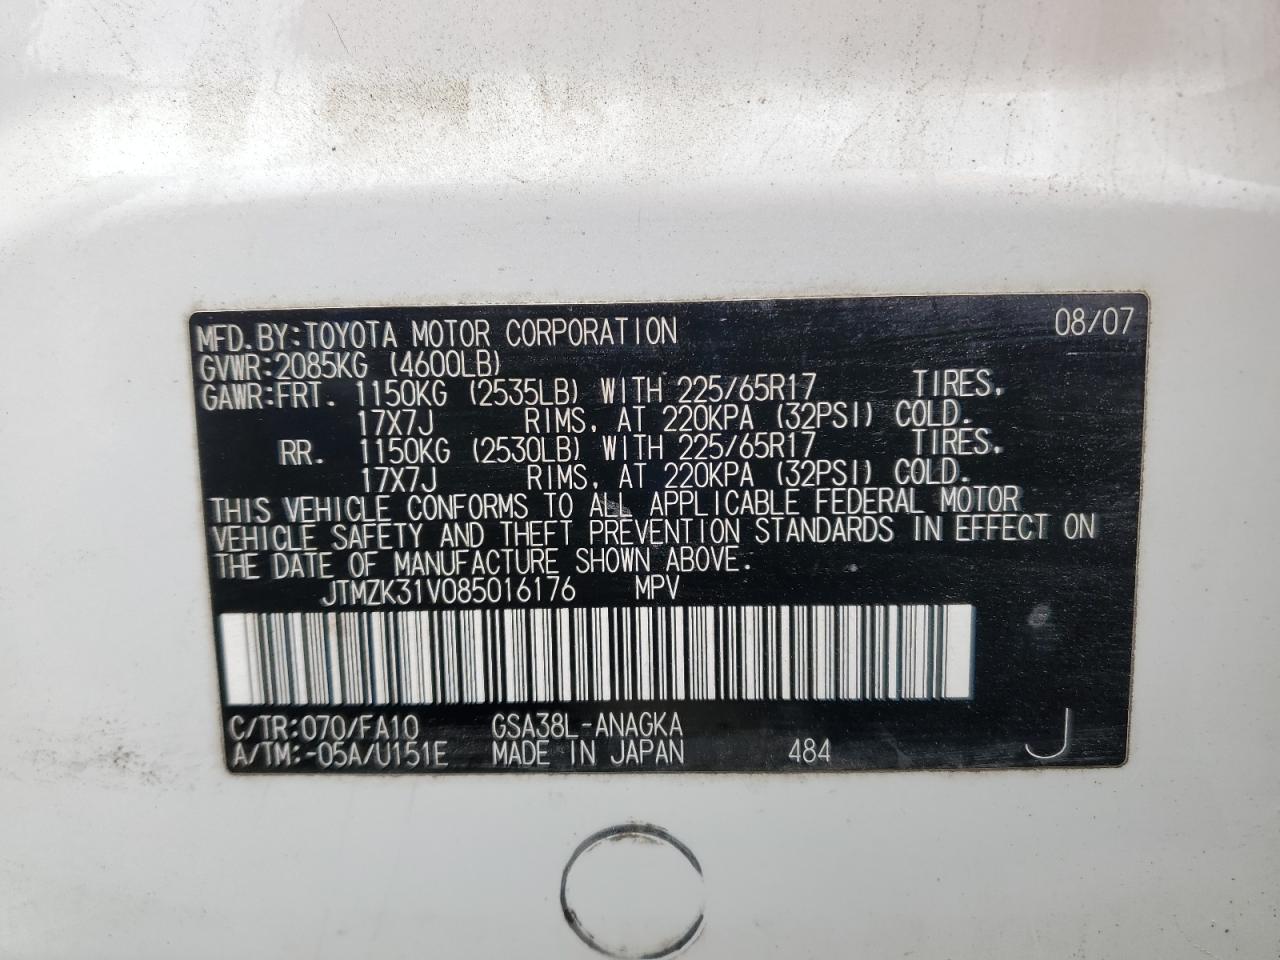 MFD.BY:TOYOTA MOTOR CORPORATION 08/07
GVWR:2085KG (4600LB)
GAWR:FRT. 1150KG (2535LB) WITH 225/65R17 TIRES,
17X7J RIMS, AT 220KPA (32PSI) COLD.
RR. 1150KG (2530LB) WITH 225/65R17 TIRES,
17X7J RIMS, AT 220KPA (32PSI) COLD.
THIS VEHICLE CONFORMS TO ALL APPLICABLE FEDERAL MOTOR
VEHICLE SAFETY AND THEFT PREVENTION STANDARDS IN EFFECT ON
THE DATE OF MANUFACTURE SHOWN ABOVE.
JTMZK31V085016176 MPV
C/TR:070/FA10 GSA38L-ANAGKA
A/TM:-05A/U151E MADE IN JAPAN 484 J